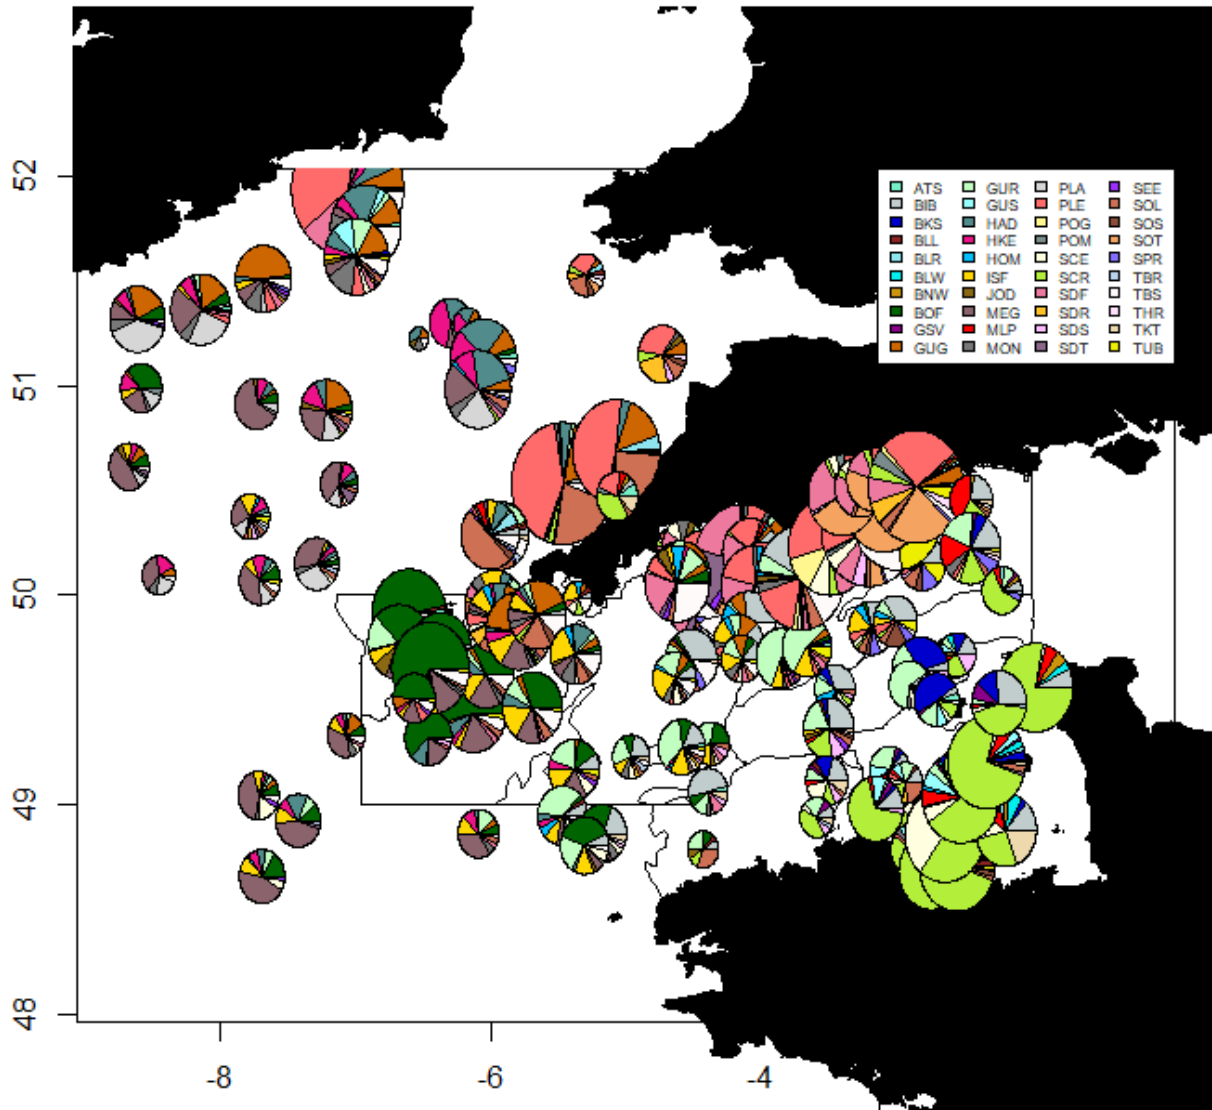 52
51
50
49
48
-8 -6 -4
ATS GUR PLA SEE
BIB GUS PLE SOL
BKS HAD POG SOS
BLL HKE POM SOT
BLR HOM SCE SPR
BLW ISF SCR TBR
BNW JOD SDF TBS
BOF MEG SDR THR
GSV MLP SDS TKT
GUG MON SDT TUB